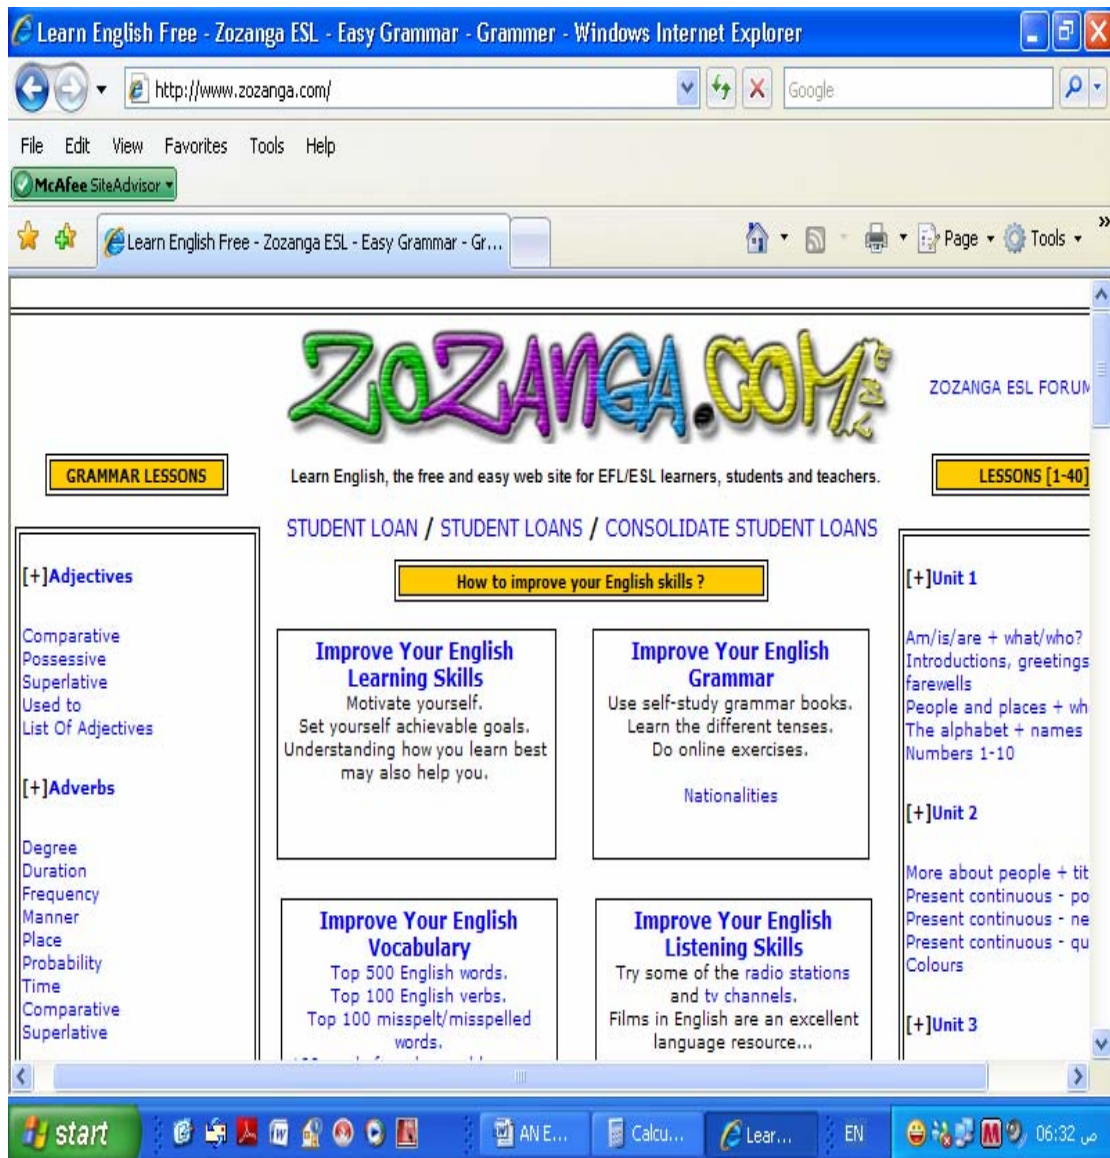 Learn English Free - Zozanga ESL - Easy Grammar - Grammer - Windows Internet Explorer
http://www.zozanga.com/
Google
File Edit View Favorites Tools Help
McAfee SiteAdvisor
Learn English Free - Zozanga ESL - Easy Grammar - Gr...
Page Tools
ZOZANGA.COM
ZOZANGA ESL FORUM
GRAMMAR LESSONS
Learn English, the free and easy web site for EFL/ESL learners, students and teachers.
LESSONS [1-40]
STUDENT LOAN / STUDENT LOANS / CONSOLIDATE STUDENT LOANS
How to improve your English skills ?
[+]Adjectives
Comparative
Possessive
Superlative
Used to
List Of Adjectives
[+]Adverbs
Degree
Duration
Frequency
Manner
Place
Probability
Time
Comparative
Superlative
Improve Your English
Learning Skills
Motivate yourself.
Set yourself achievable goals.
Understanding how you learn best
may also help you.
Improve Your English
Grammar
Use self-study grammar books.
Learn the different tenses.
Do online exercises.
Nationalities
Improve Your English
Vocabulary
Top 500 English words.
Top 100 English verbs.
Top 100 misspelt/misspelled
words.
Improve Your English
Listening Skills
Try some of the radio stations
and tv channels.
Films in English are an excellent
language resource...
[+]Unit 1
Am/is/are + what/who?
Introductions, greetings
farewells
People and places + wh
The alphabet + names
Numbers 1-10
[+]Unit 2
More about people + tit
Present continuous - po
Present continuous - ne
Present continuous - qu
Colours
[+]Unit 3
start
AN E...
Calcu...
Lear...
EN
06:32 ص